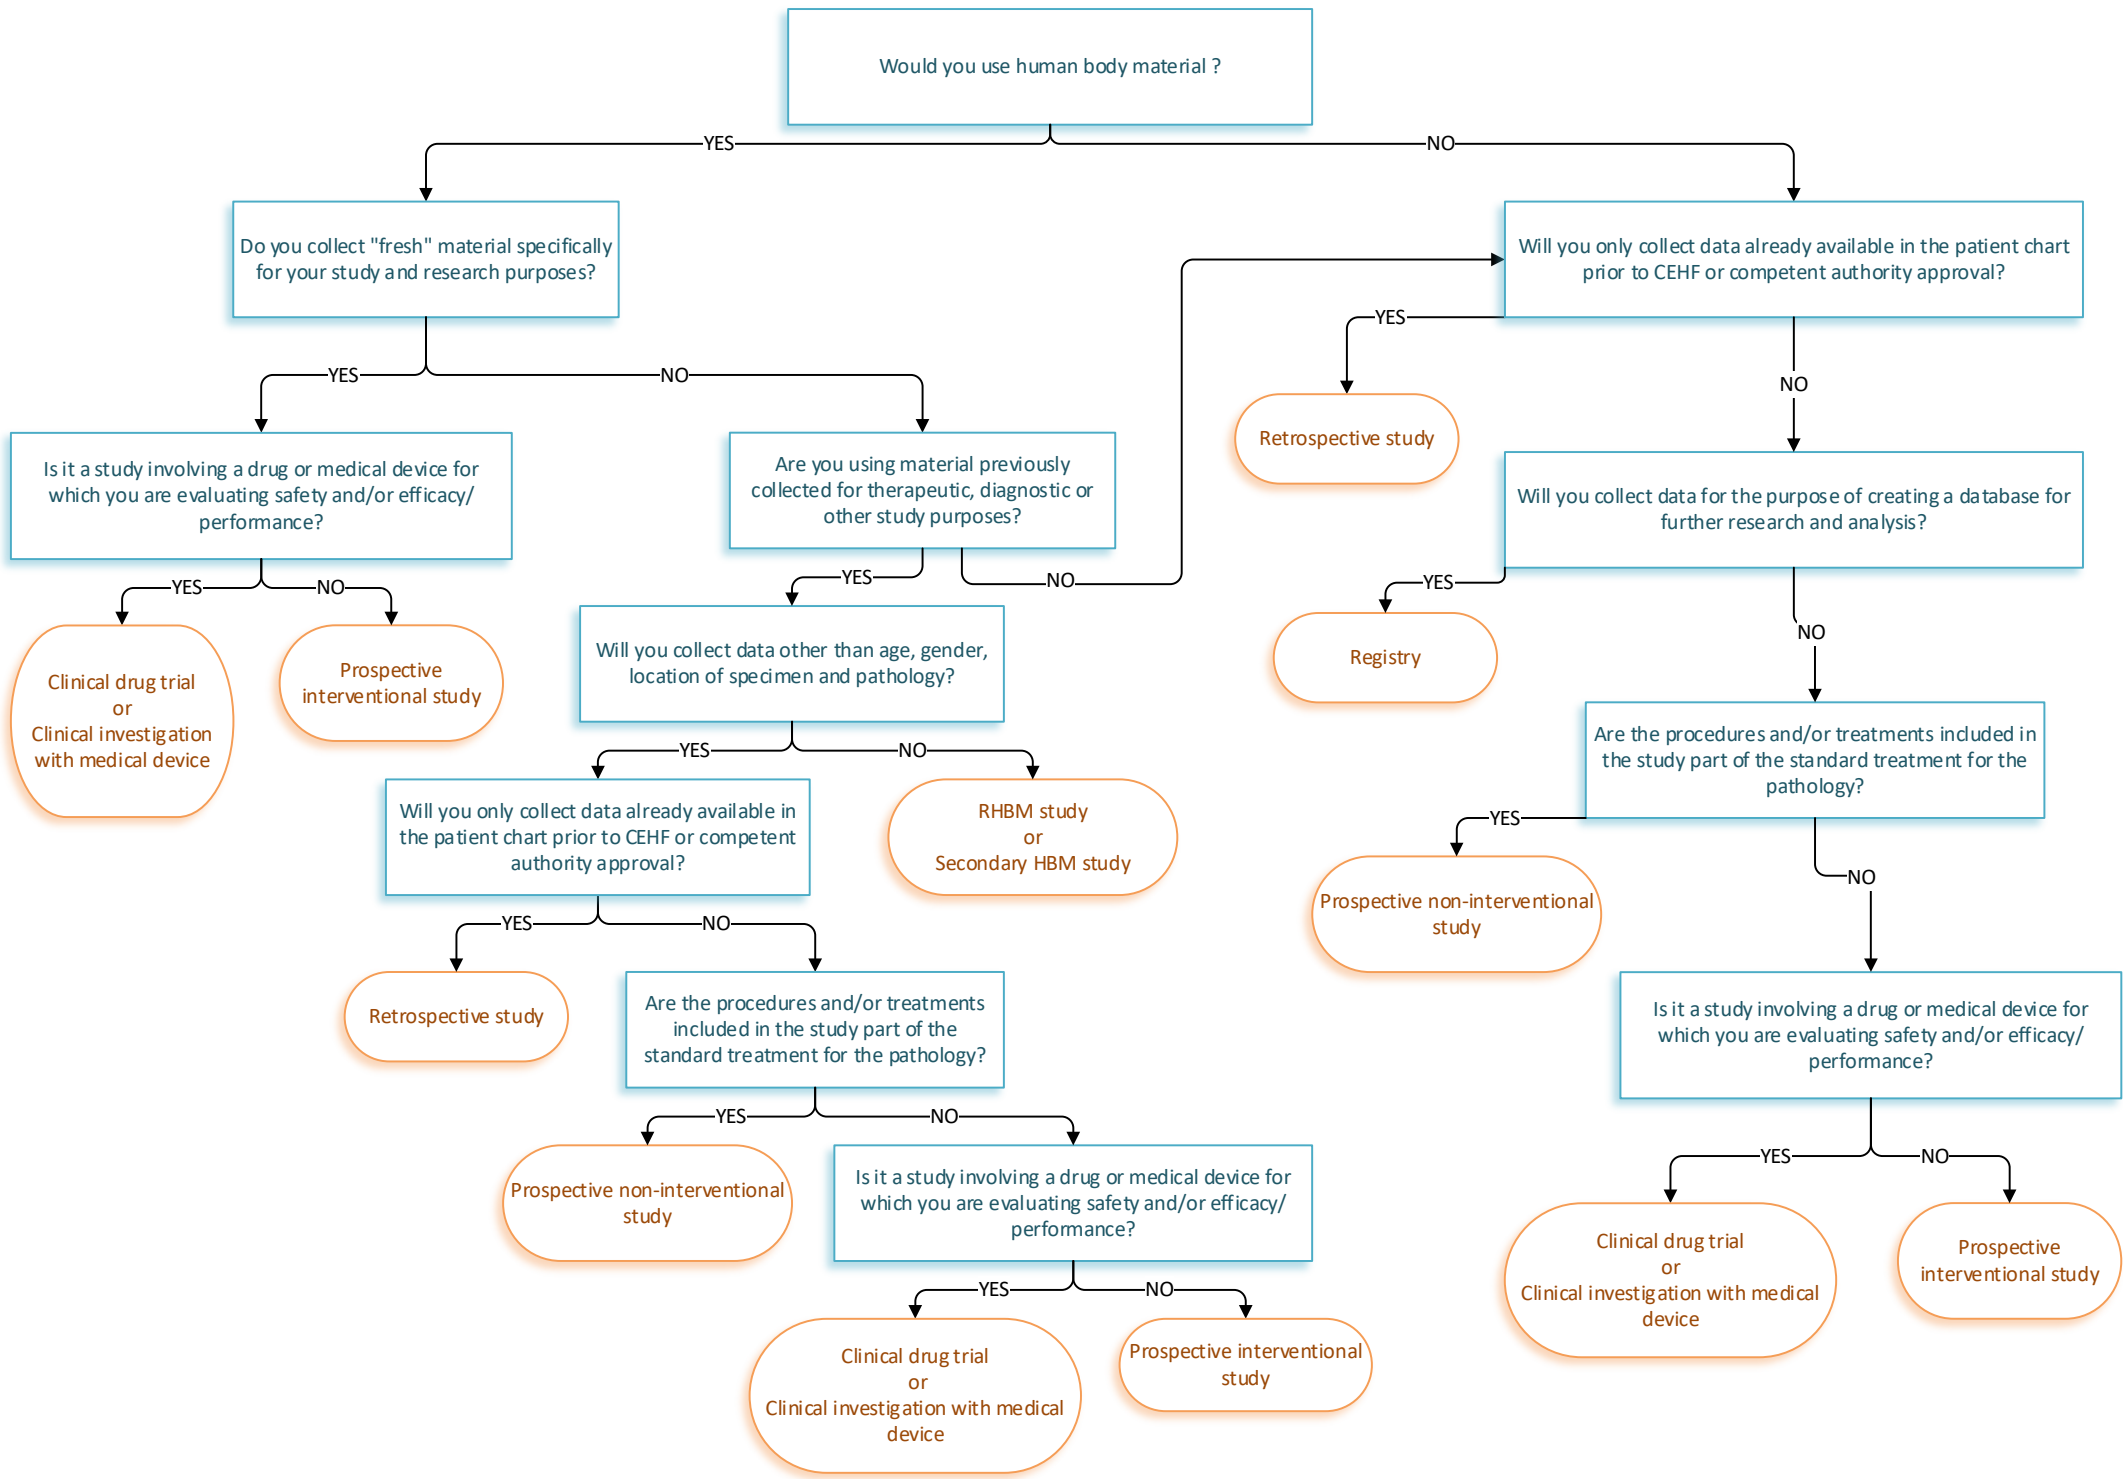 Would you use human body material ?
YES
NO
Do you collect "fresh" material specifically
for your study and research purposes?
Will you only collect data already available in the patient chart
prior to CEHF or competent authority approval?
YES
NO
YES
NO
Retrospective study
Is it a study involving a drug or medical device for
which you are evaluating safety and/or efficacy/
performance?
Are you using material previously
collected for therapeutic, diagnostic or
other study purposes?
Will you collect data for the purpose of creating a database for
further research and analysis?
YES
NO
YES
NO
YES
NO
Clinical drug trial
or
Clinical investigation
with medical device
Prospective
interventional study
Will you collect data other than age, gender,
location of specimen and pathology?
Registry
YES
NO
Are the procedures and/or treatments included in
the study part of the standard treatment for the
pathology?
Will you only collect data already available in
the patient chart prior to CEHF or competent
authority approval?
RHBM study
or
Secondary HBM study
YES
NO
Prospective non-interventional
study
YES
NO
Retrospective study
Are the procedures and/or treatments
included in the study part of the
standard treatment for the pathology?
Is it a study involving a drug or medical device for
which you are evaluating safety and/or efficacy/
performance?
YES
NO
YES
NO
Prospective non-interventional
study
Is it a study involving a drug or medical device for
which you are evaluating safety and/or efficacy/
performance?
Clinical drug trial
or
Clinical investigation with medical
device
Prospective
interventional study
YES
NO
Clinical drug trial
or
Clinical investigation with medical
device
Prospective interventional
study